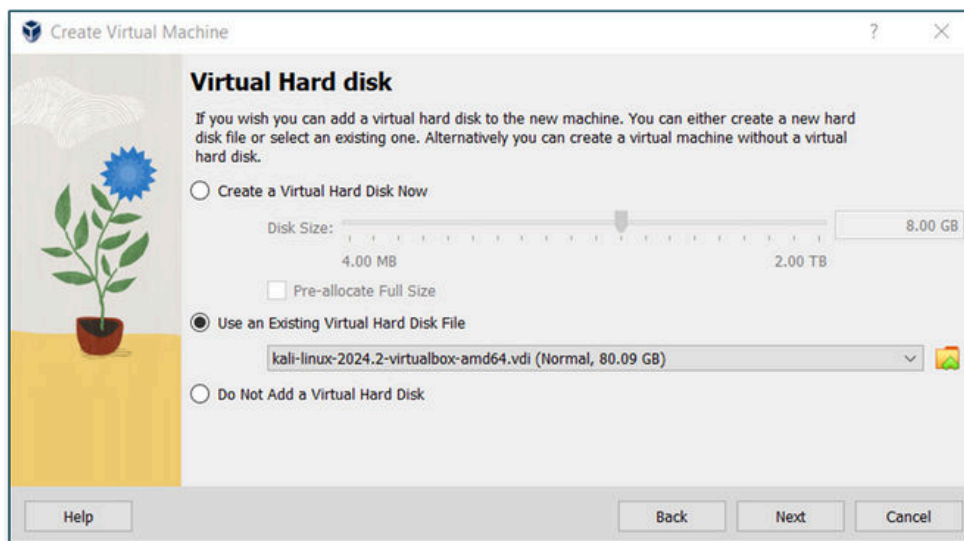 Create Virtual Machine
?
Virtual Hard disk
If you wish you can add a virtual hard disk to the new machine. You can either create a new hard
disk file or select an existing one. Alternatively you can create a virtual machine without a virtual
hard disk.
Create a Virtual Hard Disk Now
Disk Size:
8.00 GB
4.00 MB
2.00 TB
Pre-allocate Full Size
Use an Existing Virtual Hard Disk File
kali-linux-2024.2-virtualbox-amd64.vdi (Normal, 80.09 GB)
Do Not Add a Virtual Hard Disk
Help
Back
Next
Cancel